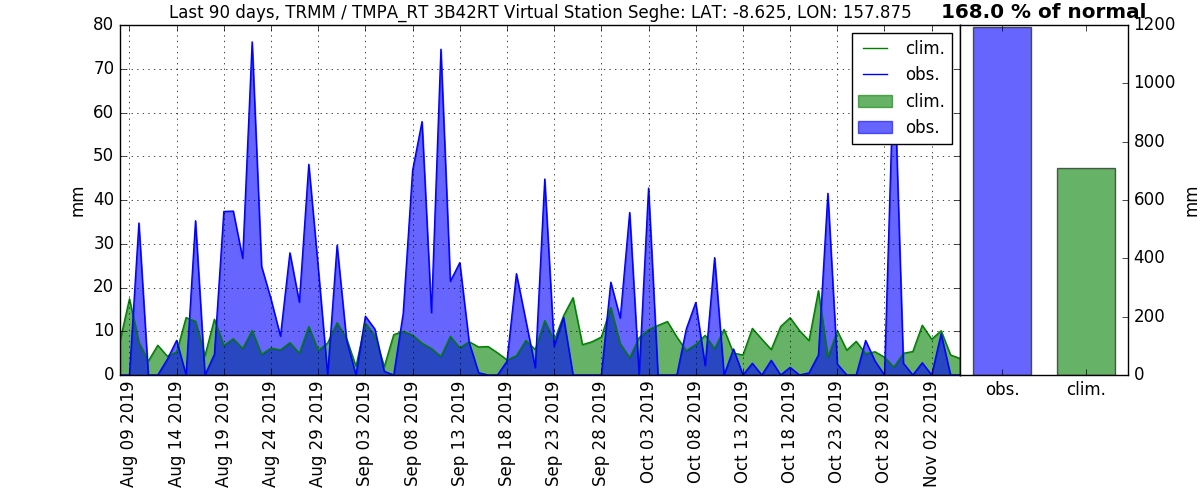 Last 90 days, TRMM / TMPA_RT 3B42RT Virtual Station Seghe: LAT: -8.625, LON: 157.875
168.0 % of normal
80
70
60
50
40
30
20
10
0
mm
clim.
obs.
clim.
obs.
1200
1000
800
600
400
200
0
mm
obs.
clim.
Aug 09 2019
Aug 14 2019
Aug 19 2019
Aug 24 2019
Aug 29 2019
Sep 03 2019
Sep 08 2019
Sep 13 2019
Sep 18 2019
Sep 23 2019
Sep 28 2019
Oct 03 2019
Oct 08 2019
Oct 13 2019
Oct 18 2019
Oct 23 2019
Oct 28 2019
Nov 02 2019